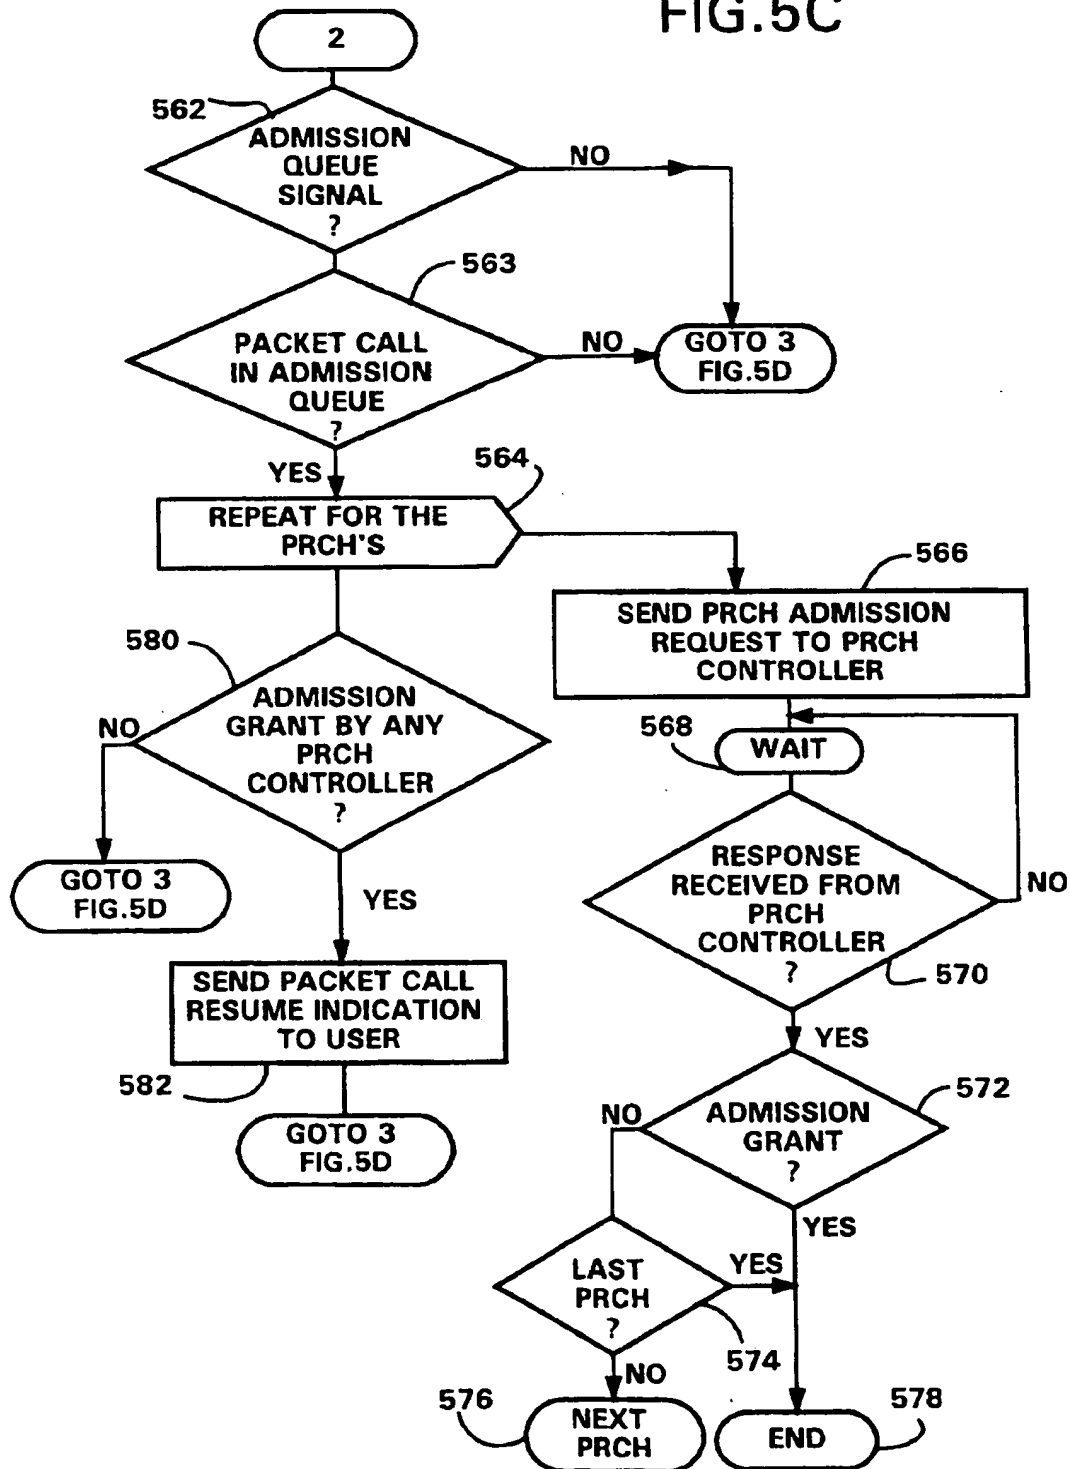 FIG.5C
2
562
ADMISSION
QUEUE
SIGNAL
?
NO
563
PACKET CALL
IN ADMISSION
QUEUE
?
NO
GOTO 3
FIG.5D
YES
564
REPEAT FOR THE
PRCH'S
566
SEND PRCH ADMISSION
REQUEST TO PRCH
CONTROLLER
580
ADMISSION
GRANT BY ANY
PRCH
CONTROLLER
?
NO
GOTO 3
FIG.5D
YES
SEND PACKET CALL
RESUME INDICATION
TO USER
582
GOTO 3
FIG.5D
568
WAIT
RESPONSE
RECEIVED FROM
PRCH
CONTROLLER
?
NO
570
YES
572
ADMISSION
GRANT
?
NO
YES
LAST
PRCH
?
YES
574
NO
576
NEXT
PRCH
END
578